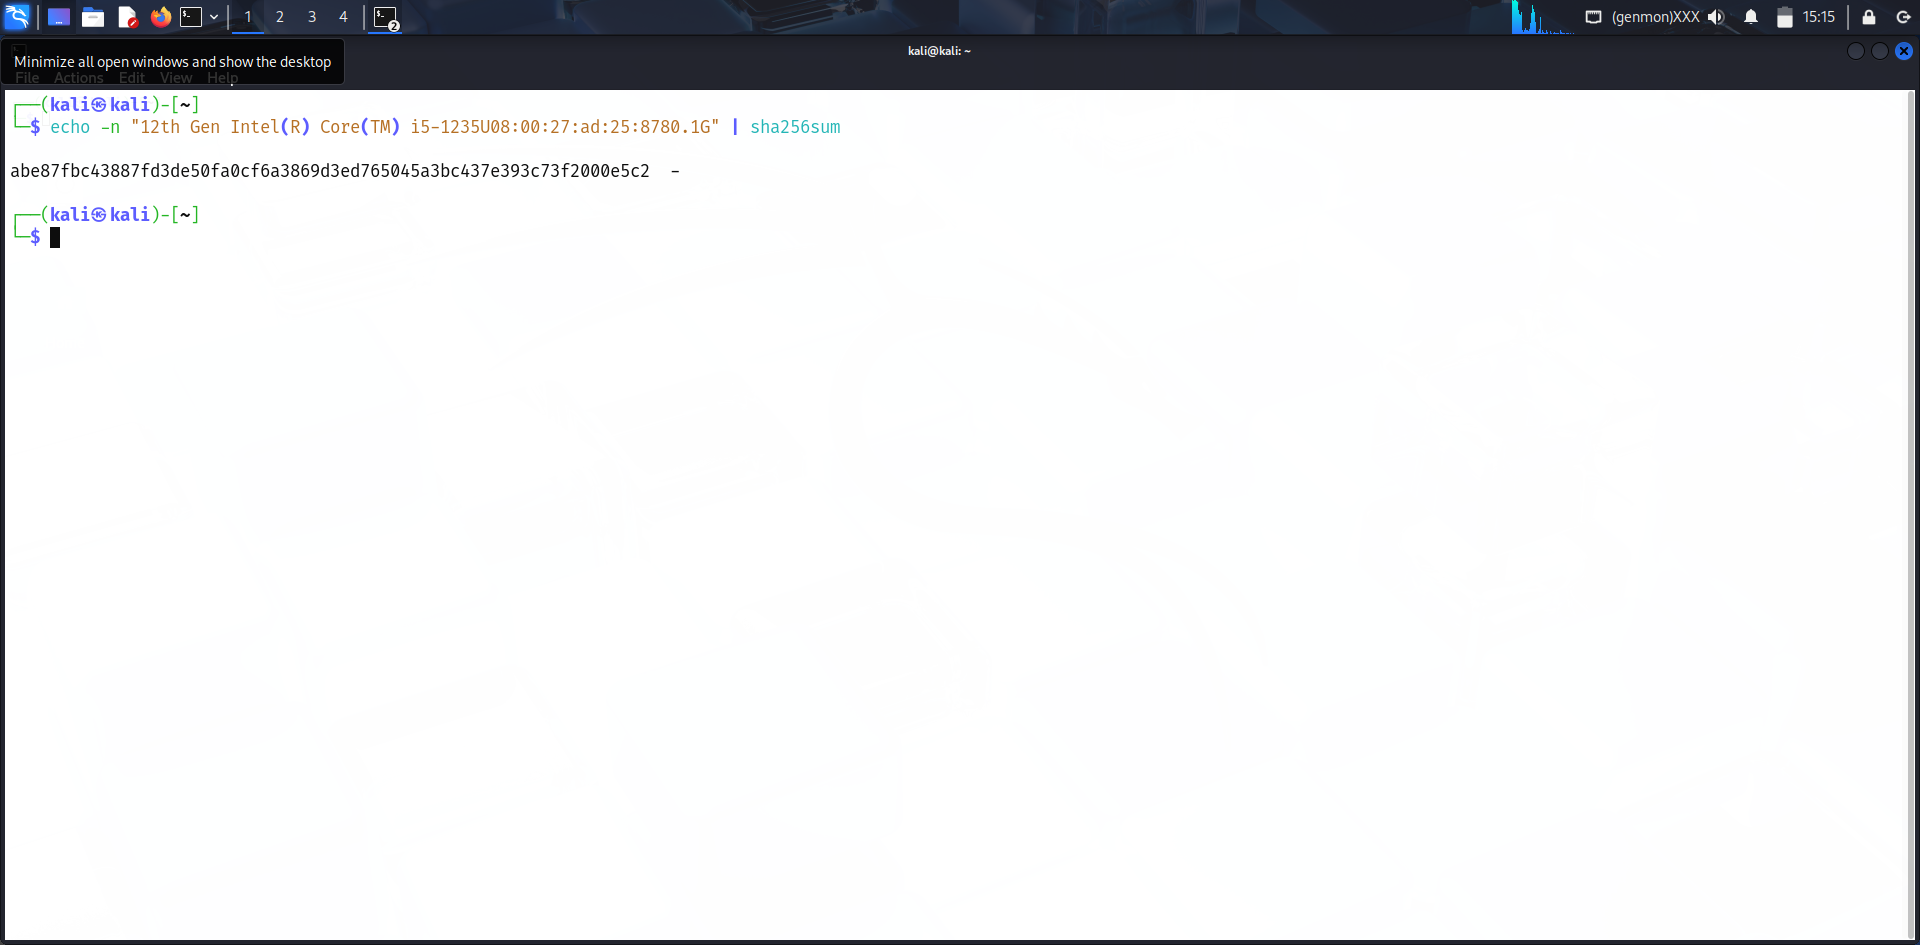 1 2 3 4
2
(genmon)XXX
15:15
kali@kali: ~
Minimize all open windows and show the desktop
File Actions Edit View Help
┌──(kali㉿kali)-[~]
└─$ echo -n "12th Gen Intel(R) Core(TM) i5-1235U08:00:27:ad:25:8780.1G" | sha256sum
abe87fbc43887fd3de50fa0cf6a3869d3ed765045a3bc437e393c73f2000e5c2  -
┌──(kali㉿kali)-[~]
└─$